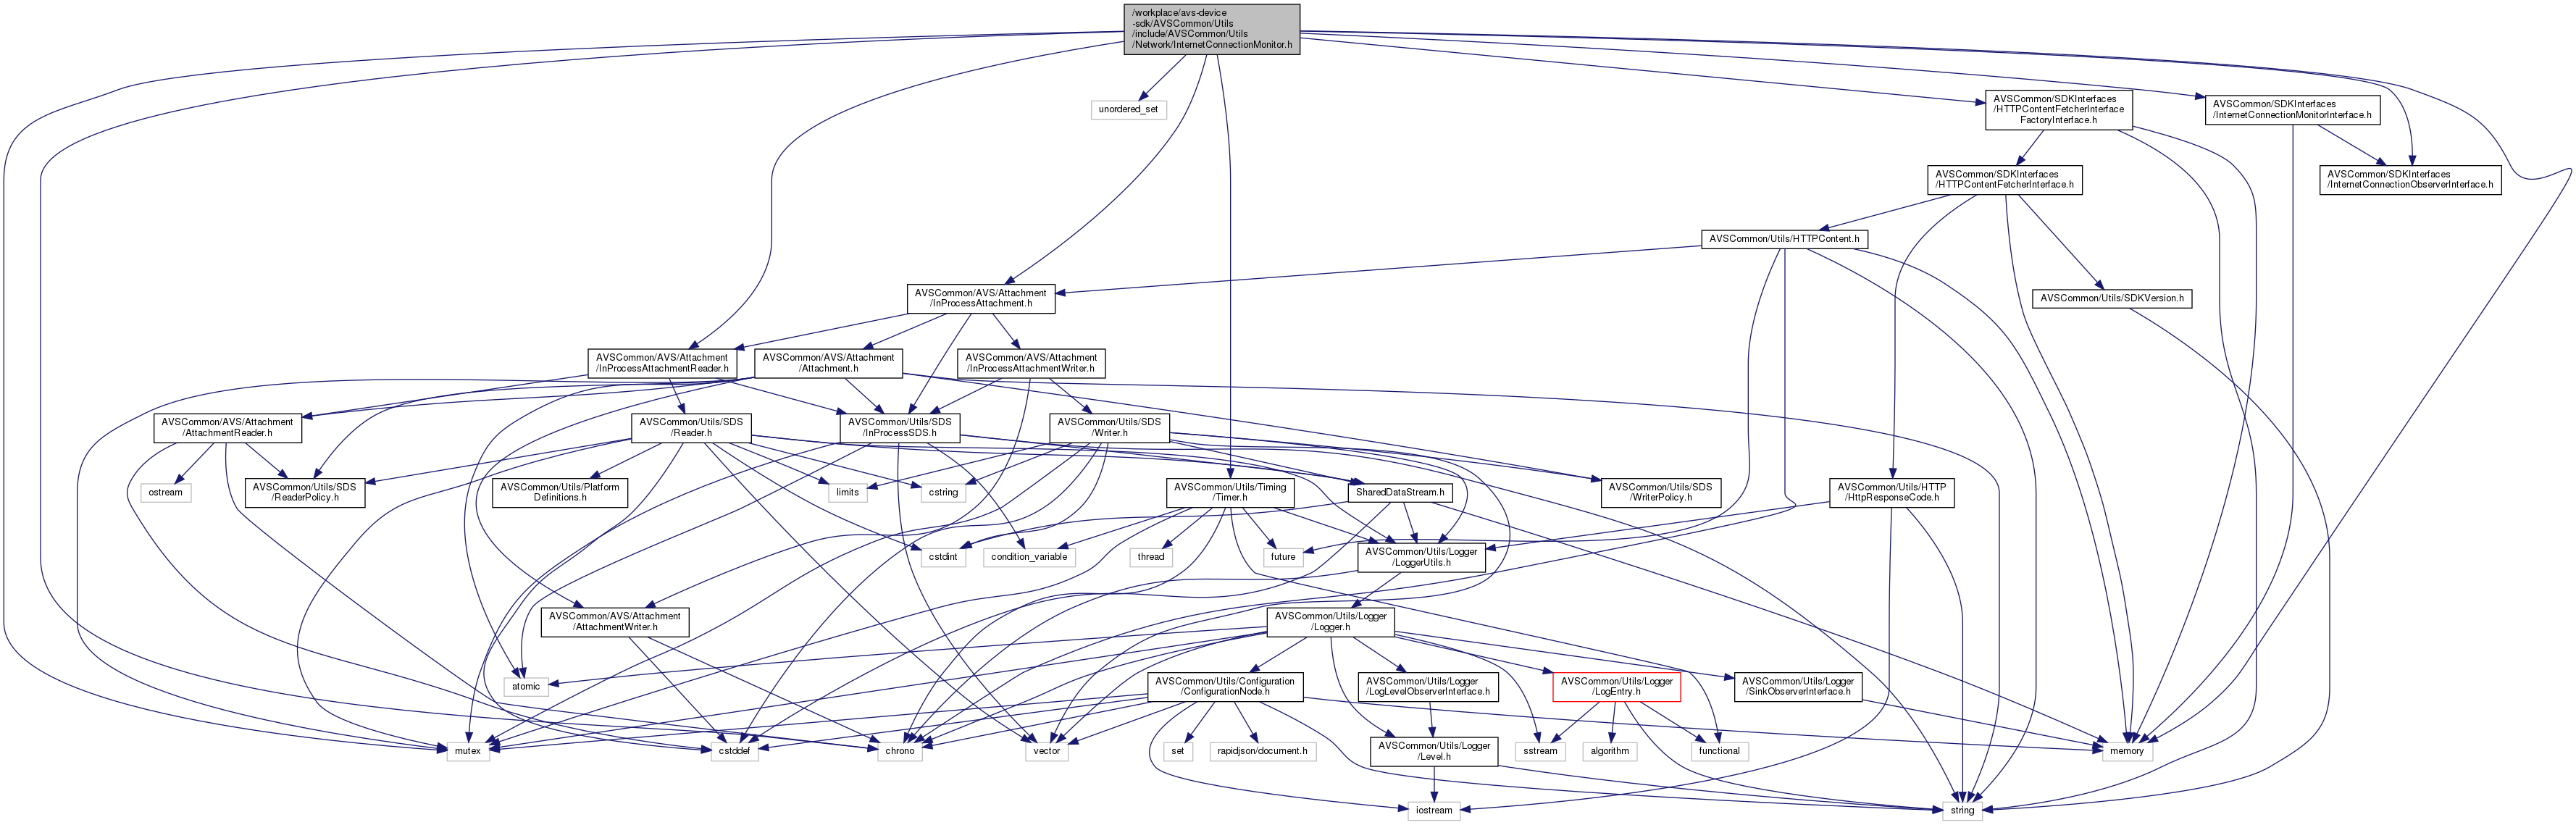 /workplace/avs-device
-sdk/AVSCommon/Utils
/include/AVSCommon/Utils
/Network/InternetConnectionMonitor.h
unordered_set
AVSCommon/SDKInterfaces
/HTTPContentFetcherInterface
FactoryInterface.h
AVSCommon/SDKInterfaces
/InternetConnectionMonitorInterface.h
AVSCommon/SDKInterfaces
/HTTPContentFetcherInterface.h
AVSCommon/SDKInterfaces
/InternetConnectionObserverInterface.h
AVSCommon/Utils/HTTPContent.h
AVSCommon/AVS/Attachment
/InProcessAttachment.h
AVSCommon/Utils/SDKVersion.h
AVSCommon/AVS/Attachment
/InProcessAttachmentReader.h
AVSCommon/AVS/Attachment
/Attachment.h
AVSCommon/AVS/Attachment
/InProcessAttachmentWriter.h
AVSCommon/AVS/Attachment
/AttachmentReader.h
AVSCommon/Utils/SDS
/Reader.h
AVSCommon/Utils/SDS
/InProcessSDS.h
AVSCommon/Utils/SDS
/Writer.h
ostream
AVSCommon/Utils/SDS
/ReaderPolicy.h
AVSCommon/Utils/Platform
Definitions.h
limits
cstring
AVSCommon/Utils/Timing
/Timer.h
SharedDataStream.h
AVSCommon/Utils/SDS
/WriterPolicy.h
AVSCommon/Utils/HTTP
/HttpResponseCode.h
cstdint
condition_variable
thread
future
AVSCommon/Utils/Logger
/LoggerUtils.h
AVSCommon/AVS/Attachment
/AttachmentWriter.h
AVSCommon/Utils/Logger
/Logger.h
atomic
AVSCommon/Utils/Configuration
/ConfigurationNode.h
AVSCommon/Utils/Logger
/LogLevelObserverInterface.h
AVSCommon/Utils/Logger
/LogEntry.h
AVSCommon/Utils/Logger
/SinkObserverInterface.h
mutex
cstddef
chrono
vector
set
rapidjson/document.h
AVSCommon/Utils/Logger
/Level.h
sstream
algorithm
functional
memory
iostream
string